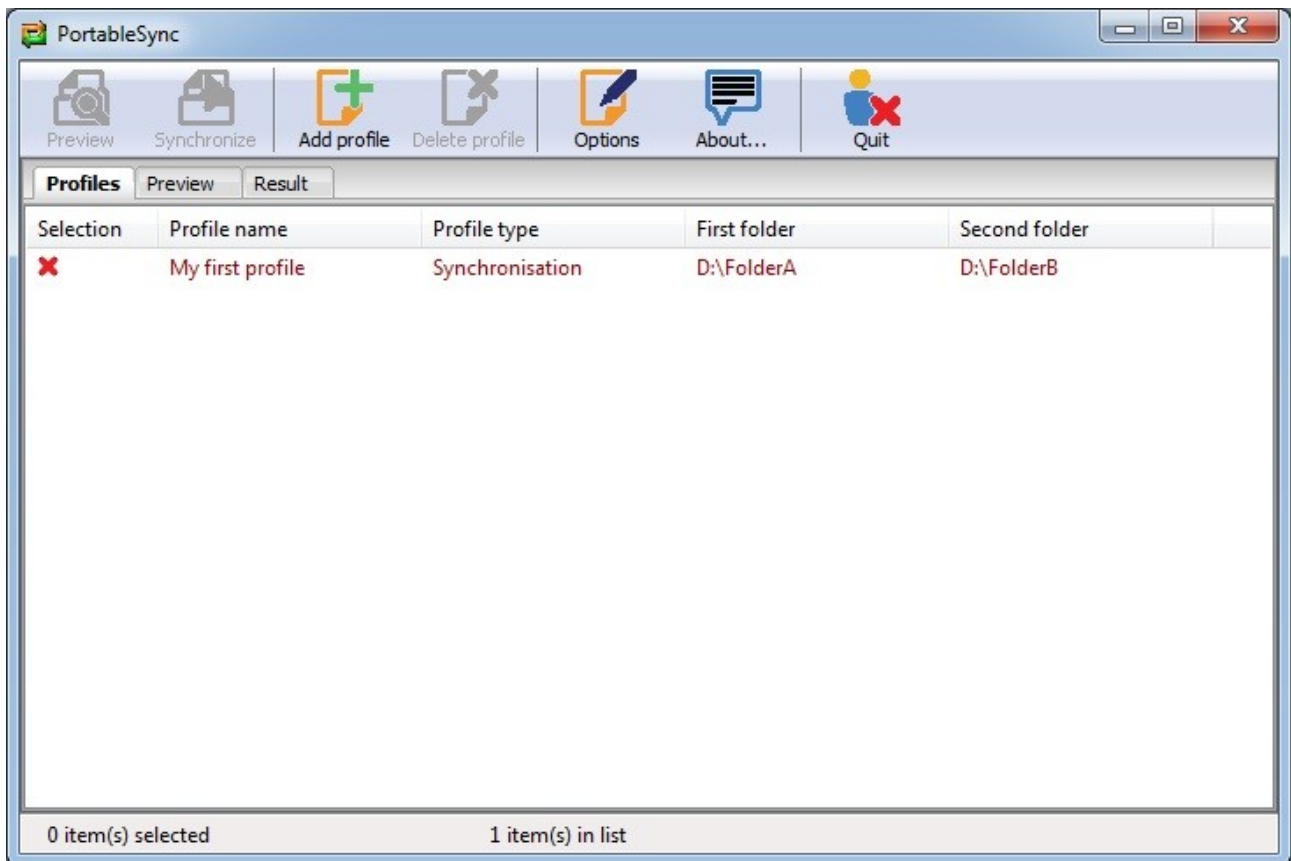 PortableSync
Preview Synchronize Add profile Delete profile Options About... Quit
Profiles Preview Result
Selection Profile name Profile type First folder Second folder
My first profile Synchronisation D:\FolderA D:\FolderB
0 item(s) selected 1 item(s) in list